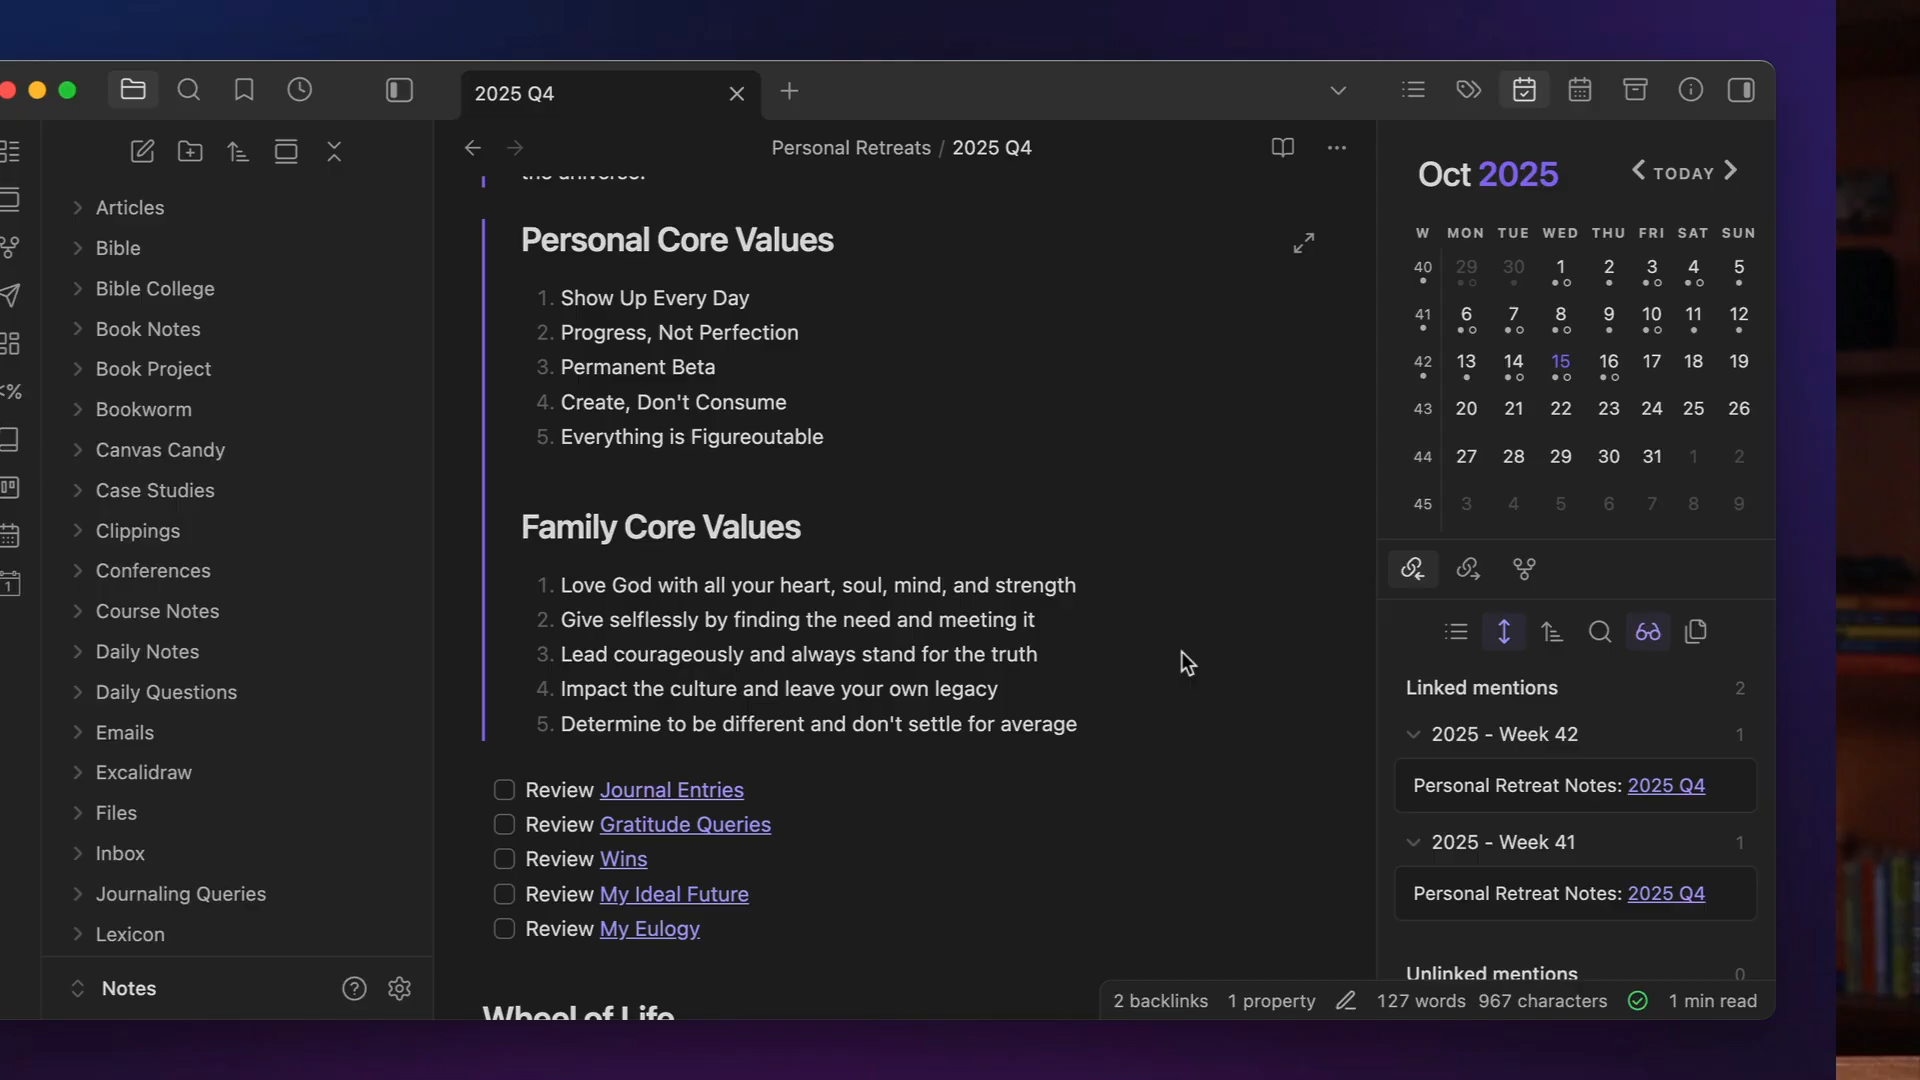 2025 Q4
Personal Retreats / 2025 Q4
the universe.
Articles
Bible
Bible College
Book Notes
Book Project
Bookworm
Canvas Candy
Case Studies
Clippings
Conferences
Course Notes
Daily Notes
Daily Questions
Emails
Excalidraw
Files
Inbox
Journaling Queries
Lexicon
Notes
Personal Core Values
1. Show Up Every Day
2. Progress, Not Perfection
3. Permanent Beta
4. Create, Don't Consume
5. Everything is Figureoutable
Family Core Values
1. Love God with all your heart, soul, mind, and strength
2. Give selflessly by finding the need and meeting it
3. Lead courageously and always stand for the truth
4. Impact the culture and leave your own legacy
5. Determine to be different and don't settle for average
Review Journal Entries
Review Gratitude Queries
Review Wins
Review My Ideal Future
Review My Eulogy
Wheel of Life
Oct 2025
TODAY
W MON TUE WED THU FRI SAT SUN
40 29 30 1 2 3 4 5
41 6 7 8 9 10 11 12
42 13 14 15 16 17 18 19
43 20 21 22 23 24 25 26
44 27 28 29 30 31 1 2
45 3 4 5 6 7 8 9
Linked mentions 2
2025 - Week 42 1
Personal Retreat Notes: 2025 Q4
2025 - Week 41 1
Personal Retreat Notes: 2025 Q4
Unlinked mentions 0
2 backlinks 1 property 127 words 967 characters 1 min read